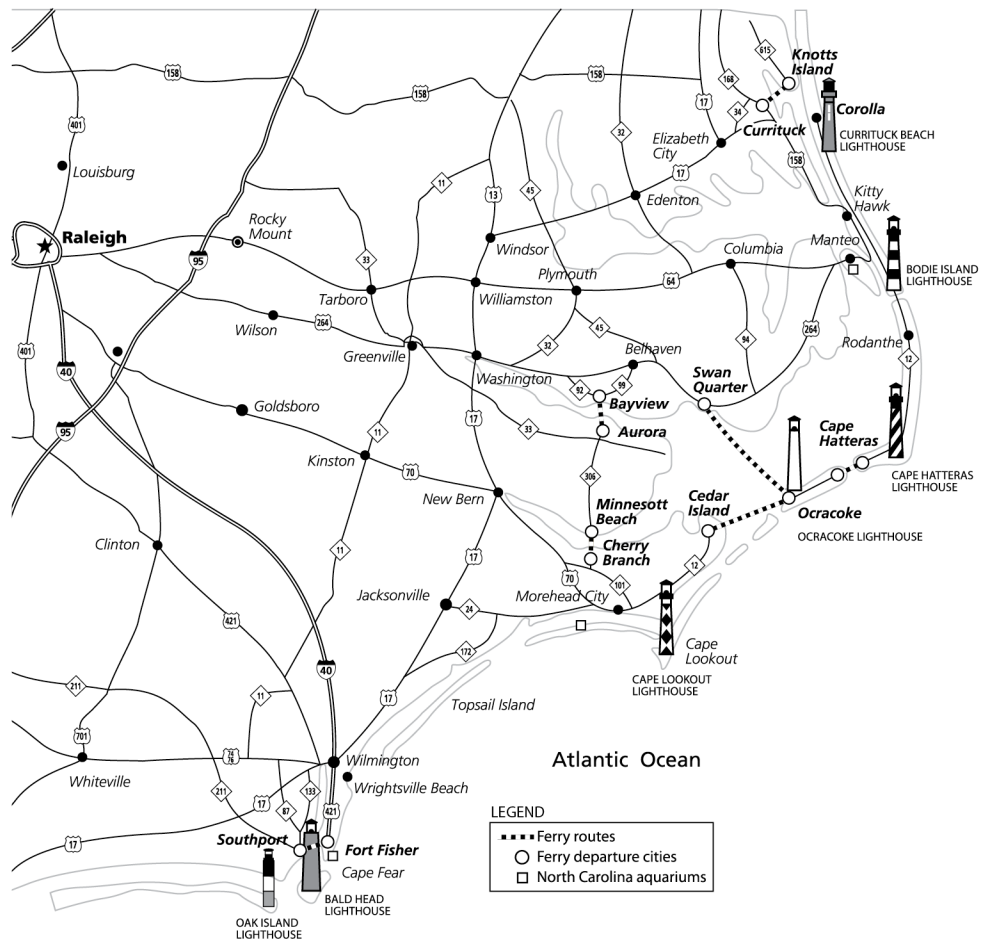 615
Knotts
Island
158
158
158
168
17
34
Corolla
Currituck
CURRITUCK BEACH
LIGHTHOUSE
401
Louisburg
32
Elizabeth
City
158
17
11
13
45
Edenton
Kitty
Hawk
Rocky
Mount
Raleigh
95
33
Windsor
Columbia
Manteo
Plymouth
64
BODIE ISLAND
LIGHTHOUSE
Tarboro
Williamston
Wilson
264
45
94
264
Rodanthe
12
401
Greenville
32
Belhaven
40
Washington
Swan
Quarter
92
99
Bayview
Goldsboro
95
17
33
Aurora
Cape
Hatteras
11
Kinston
70
306
CAPE HATTERAS
LIGHTHOUSE
New Bern
Minnesott
Beach
Cedar
Island
Ocracoke
OCRACOKE LIGHTHOUSE
Clinton
11
17
Cherry
Branch
12
70
101
Jacksonville
24
Morehead City
421
172
Cape
Lookout
40
CAPE LOOKOUT
LIGHTHOUSE
211
11
17
Topsail Island
701
74
76
Wilmington
Atlantic Ocean
Whiteville
Wrightsville Beach
211
133
17
87
421
LEGEND
Ferry routes
Ferry departure cities
North Carolina aquariums
17
Southport
Fort Fisher
Cape Fear
BALD HEAD
LIGHTHOUSE
OAK ISLAND
LIGHTHOUSE